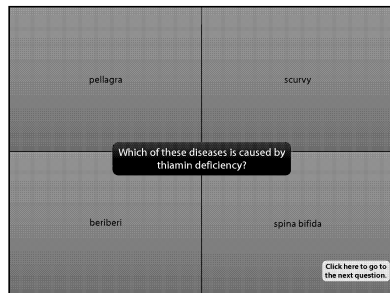 pellagra
scurvy
Which of these diseases is caused by
thiamin deficiency?
beriberi
spina bifida
Click here to go to
the next question.